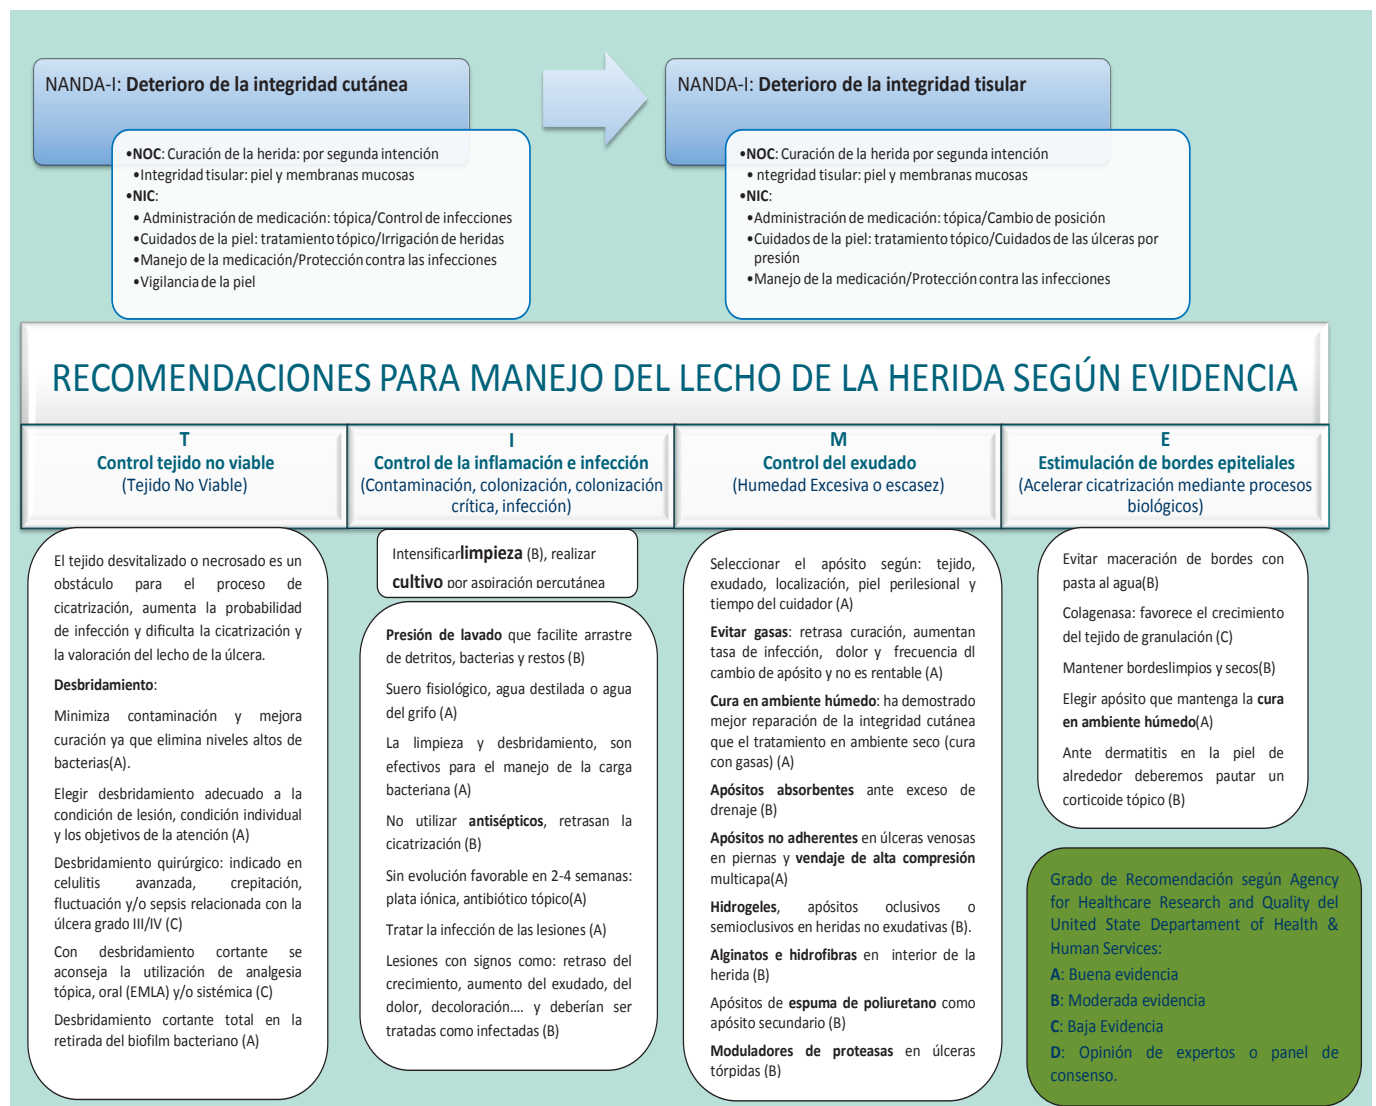 NANDA-I: Deterioro de la integridad cutánea
•NOC: Curación de la herida: por segunda intención
•Integridad tisular: piel y membranas mucosas
•NIC:
• Administración de medicación: tópica/Control de infecciones
•Cuidados de la piel: tratamiento tópico/Irrigación de heridas
•Manejo de la medicación/Protección contra las infecciones
•Vigilancia de la piel
NANDA-I: Deterioro de la integridad tisular
•NOC: Curación de la herida por segunda intención
• ntegridad tisular: piel y membranas mucosas
•NIC:
•Administración de medicación: tópica/Cambio de posición
•Cuidados de la piel: tratamiento tópico/Cuidados de las úlceras por
presión
•Manejo de la medicación/Protección contra las infecciones
RECOMENDACIONES PARA MANEJO DEL LECHO DE LA HERIDA SEGÚN EVIDENCIA
T
Control tejido no viable
(Tejido No Viable)
El tejido desvitalizado o necrosado es un
obstáculo para el proceso de
cicatrización, aumenta la probabilidad
de infección y dificulta la cicatrización y
la valoración del lecho de la úlcera.
Desbridamiento:
Minimiza contaminación y mejora
curación ya que elimina niveles altos de
bacterias(A).
Elegir desbridamiento adecuado a la
condición de lesión, condición individual
y los objetivos de la atención (A)
Desbridamiento quirúrgico: indicado en
celulitis avanzada, crepitación,
fluctuación y/o sepsis relacionada con la
úlcera grado III/IV (C)
Con desbridamiento cortante se
aconseja la utilización de analgesia
tópica, oral (EMLA) y/o sistémica (C)
Desbridamiento cortante total en la
retirada del biofilm bacteriano (A)
I
Control de la inflamación e infección
(Contaminación, colonización, colonización
crítica, infección)
Intensificarlimpieza (B), realizar
cultivo por aspiración percutánea
Presión de lavado que facilite arrastre
de detritos, bacterias y restos (B)
Suero fisiológico, agua destilada o agua
del grifo (A)
La limpieza y desbridamiento, son
efectivos para el manejo de la carga
bacteriana (A)
No utilizar antisépticos, retrasan la
cicatrización (B)
Sin evolución favorable en 2-4 semanas:
plata iónica, antibiótico tópico(A)
Tratar la infección de las lesiones (A)
Lesiones con signos como: retraso del
crecimiento, aumento del exudado, del
dolor, decoloración.... y deberían ser
tratadas como infectadas (B)
M
Control del exudado
(Humedad Excesiva o escasez)
Seleccionar el apósito según: tejido,
exudado, localización, piel perilesional y
tiempo del cuidador (A)
Evitar gasas: retrasa curación, aumentan
tasa de infección, dolor y frecuencia dl
cambio de apósito y no es rentable (A)
Cura en ambiente húmedo: ha demostrado
mejor reparación de la integridad cutánea
que el tratamiento en ambiente seco (cura
con gasas) (A)
Apósitos absorbentes ante exceso de
drenaje (B)
Apósitos no adherentes en úlceras venosas
en piernas y vendaje de alta compresión
multicapa(A)
Hidrogeles, apósitos oclusivos o
semioclusivos en heridas no exudativas (B).
Alginatos e hidrofibras en interior de la
herida (B)
Apósitos de espuma de poliuretano como
apósito secundario (B)
Moduladores de proteasas en úlceras
tórpidas (B)
E
Estimulación de bordes epiteliales
(Acelerar cicatrización mediante procesos
biológicos)
Evitar maceración de bordes con
pasta al agua(B)
Colagenasa: favorece el crecimiento
del tejido de granulación (C)
Mantener bordeslimpios y secos(B)
Elegir apósito que mantenga la cura
en ambiente húmedo(A)
Ante dermatitis en la piel de
alrededor deberemos pautar un
corticoide tópico (B)
Grado de Recomendación según Agency
for Healthcare Research and Quality del
United State Departament of Health &
Human Services:
A: Buena evidencia
B: Moderada evidencia
C: Baja Evidencia
D: Opinión de expertos o panel de
consenso.